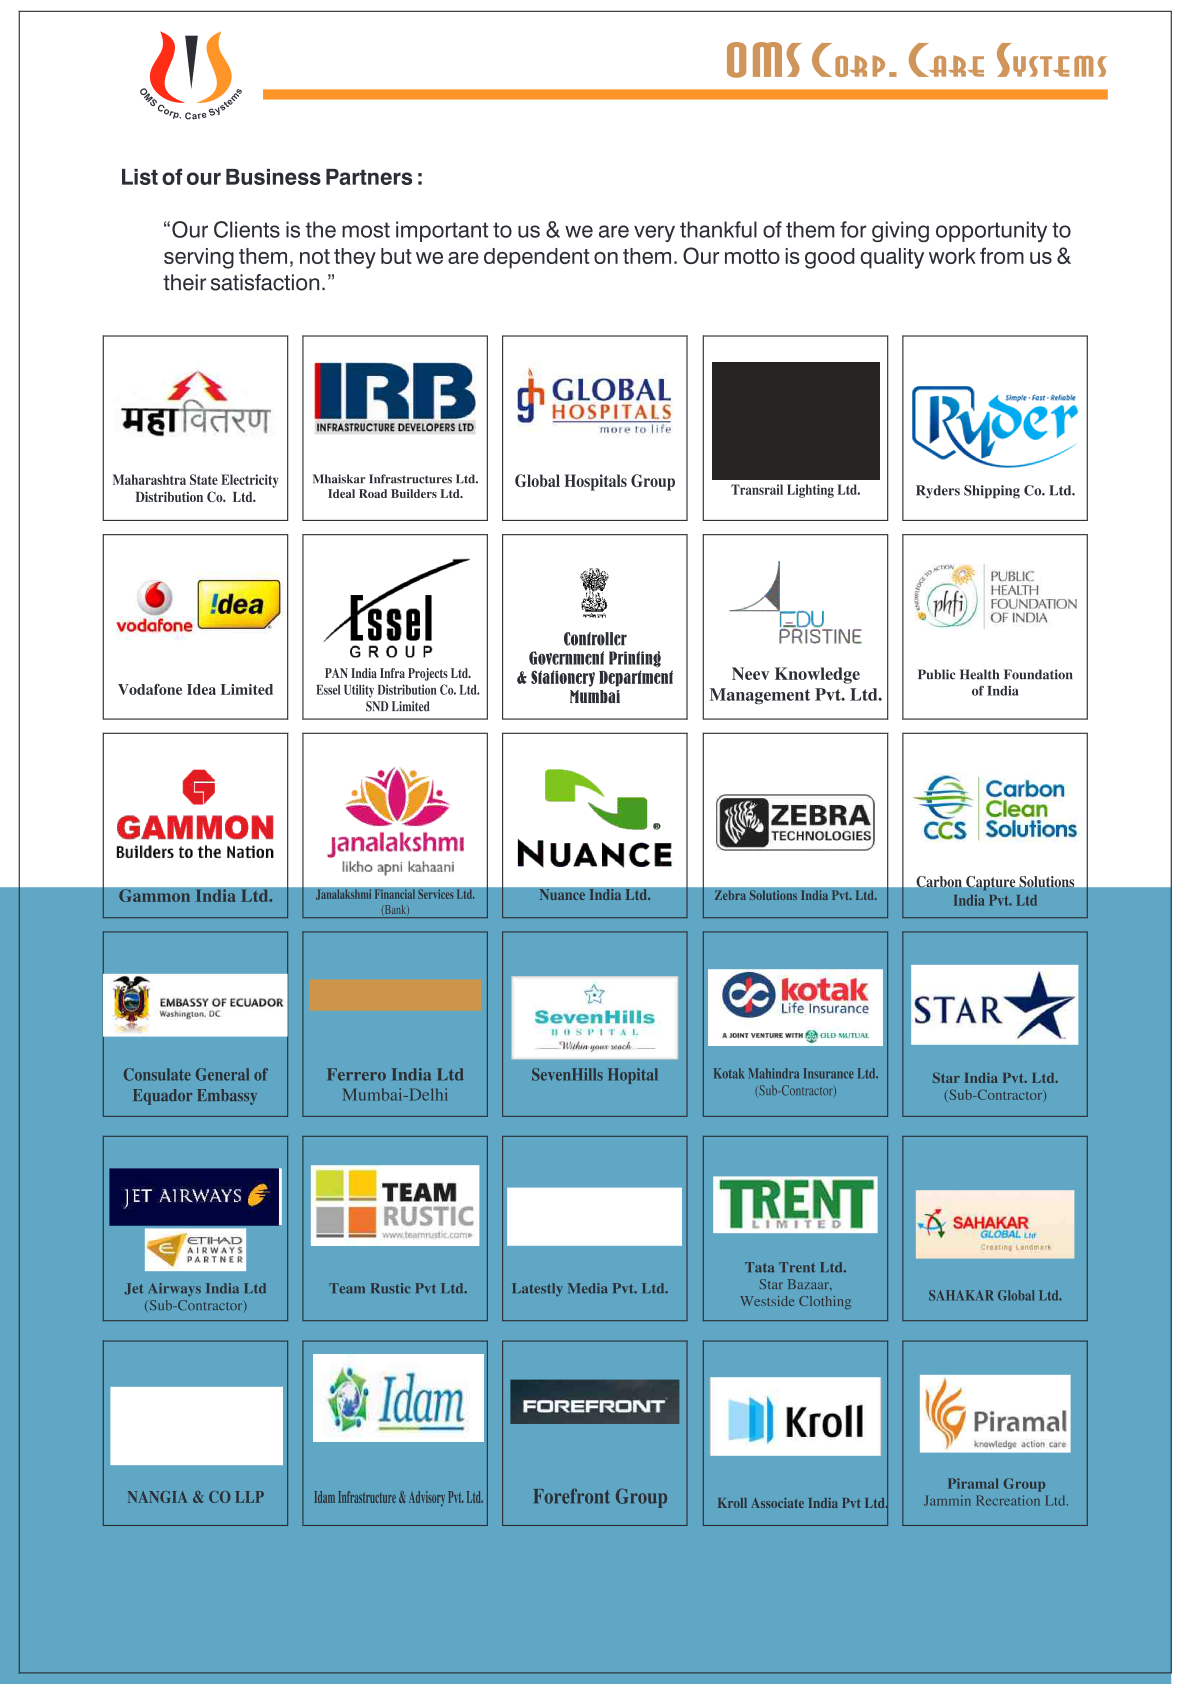 OMS Corp. Care Systems
OMS Corp. Care Systems
List of our Business Partners :
“Our Clients is the most important to us & we are very thankful of them for giving opportunity to
serving them, not they but we are dependent on them. Our motto is good quality work from us &
their satisfaction.”
महावितरण
Maharashtra State Electricity
Distribution Co. Ltd.
IRB
INFRASTRUCTURE DEVELOPERS LTD
Mhaiskar Infrastructures Ltd.
Ideal Road Builders Ltd.
gh GLOBAL
HOSPITALS
more to life
Global Hospitals Group
Transrail Lighting Ltd.
Simple - Fast - Reliable
Ryder
Ryders Shipping Co. Ltd.
vodafone
!dea
Vodafone Idea Limited
Essel
GROUP
PAN India Infra Projects Ltd.
Essel Utility Distribution Co. Ltd.
SND Limited
Controller
Government Printing
& Stationery Department
Mumbai
EDU
PRISTINE
Neev Knowledge
Management Pvt. Ltd.
KNOWLEDGE TO ACTION
phfi
PUBLIC
HEALTH
FOUNDATION
OF INDIA
Public Health Foundation
of India
GAMMON
Builders to the Nation
Gammon India Ltd.
janalakshmi
likho apni kahaani
Janalakshmi Financial Services Ltd.
(Bank)
NUANCE
®
Nuance India Ltd.
ZEBRA
TECHNOLOGIES
Zebra Solutions India Pvt. Ltd.
CCS
Carbon
Clean
Solutions
Carbon Capture Solutions
India Pvt. Ltd
EMBASSY OF ECUADOR
Washington, DC
Consulate General of
Equador Embassy
Ferrero India Ltd
Mumbai-Delhi
SevenHills
HOSPITAL
Within your reach
SevenHills Hopital
kotak
Life Insurance
A JOINT VENTURE WITH OLD MUTUAL
Kotak Mahindra Insurance Ltd.
(Sub-Contractor)
STAR
Star India Pvt. Ltd.
(Sub-Contractor)
JET AIRWAYS
ETIHAD
AIRWAYS
PARTNER
Jet Airways India Ltd
(Sub-Contractor)
TEAM
RUSTIC
www.teamrustic.com
Team Rustic Pvt Ltd.
Latestly Media Pvt. Ltd.
TRENT
LIMITED
Tata Trent Ltd.
Star Bazaar,
Westside Clothing
SAHAKAR
GLOBAL Ltd
Creating Landmark
SAHAKAR Global Ltd.
NANGIA & CO LLP
Idam
Idam Infrastructure & Advisory Pvt. Ltd.
FOREFRONT
Forefront Group
Kroll
Kroll Associate India Pvt Ltd.
Piramal
knowledge action care
Piramal Group
Jammin Recreation Ltd.